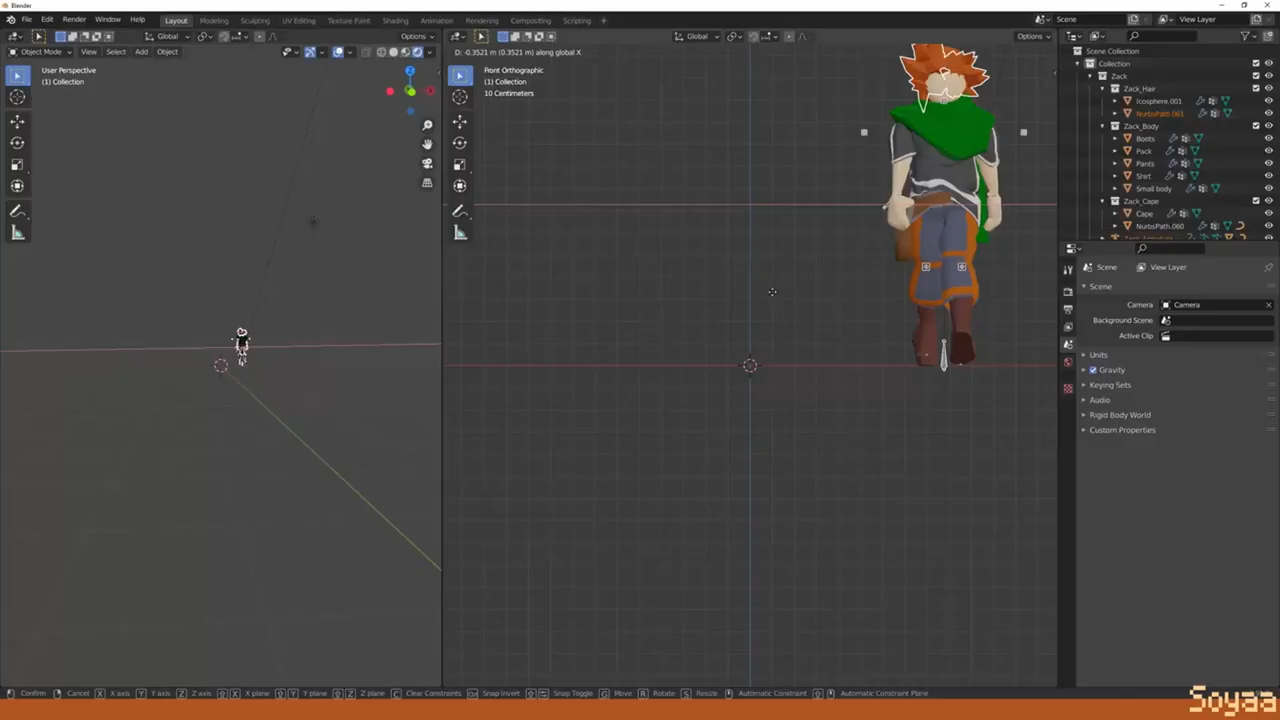 Blender
File Edit Render Window Help
Layout Modeling Sculpting UV Editing Texture Paint Shading Animation Rendering Compositing Scripting +
Scene
View Layer
Global
Options
Object Mode View Select Add Object
User Perspective
(1) Collection
D: -0.3521 m (0.3521 m) along global X
Global
Options
Front Orthographic
(1) Collection
10 Centimeters
Z
Scene Collection
Collection
Zack
Zack_Hair
Icosphere.001
NurbsPath.061
Zack_Body
Boots
Pack
Pants
Shirt
Small body
Zack_Cape
Cape
NurbsPath.060
Scene
View Layer
Scene
Camera
Camera
Background Scene
Active Clip
Units
Gravity
Keying Sets
Audio
Rigid Body World
Custom Properties
Confirm Cancel X X axis Y Y axis Z Z axis X X plane Y Y plane Z Z plane C Clear Constraints Snap Invert Snap Toggle G Move R Rotate S Resize Automatic Constraint Automatic Constraint Plane
Soyaa